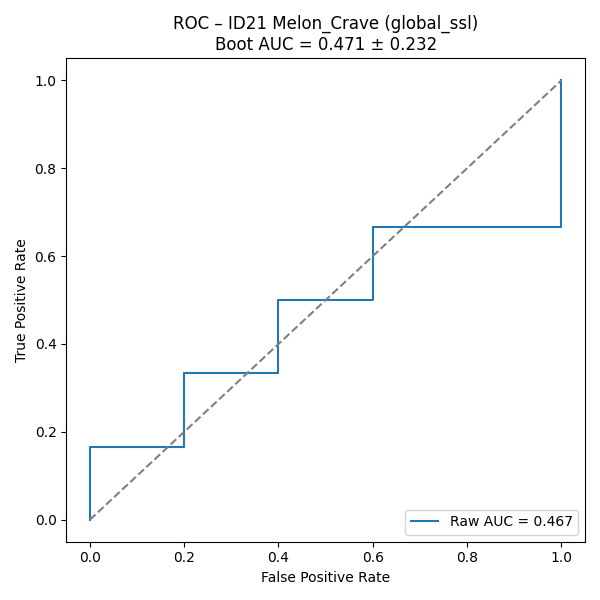 ROC – ID21 Melon_Crave (global_ssl)
Boot AUC = 0.471 ± 0.232
True Positive Rate
1.0
0.8
0.6
0.4
0.2
0.0
Raw AUC = 0.467
0.0 0.2 0.4 0.6 0.8 1.0
False Positive Rate